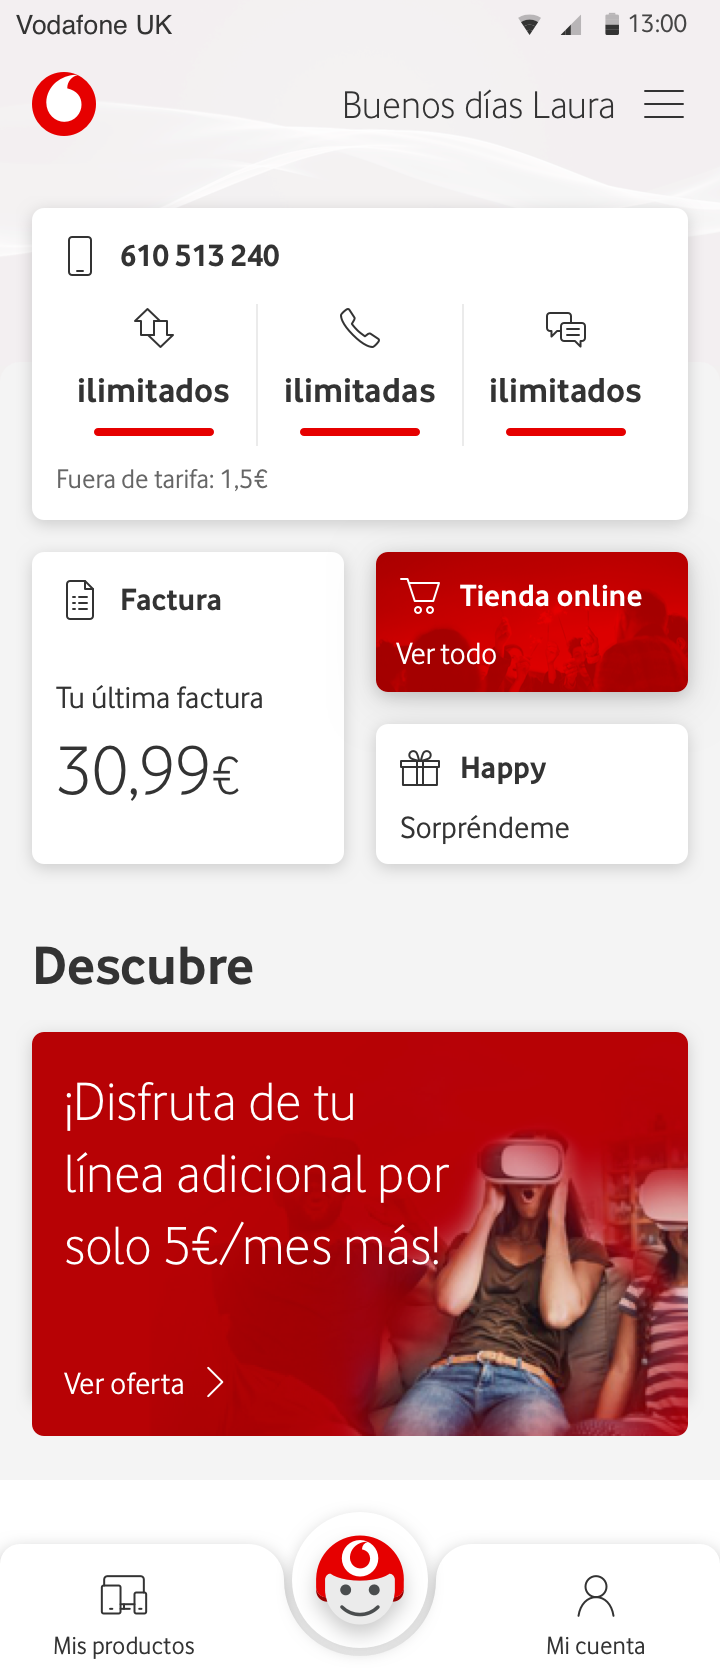 Vodafone UK
13:00
Buenos días Laura
610 513 240
ilimitados
ilimitadas
ilimitados
Fuera de tarifa: 1,5€
Factura
Tu última factura
30,99€
Tienda online
Ver todo
Happy
Sorpréndeme
Descubre
¡Disfruta de tu
línea adicional por
solo 5€/mes más!
Ver oferta
Mis productos
Mi cuenta